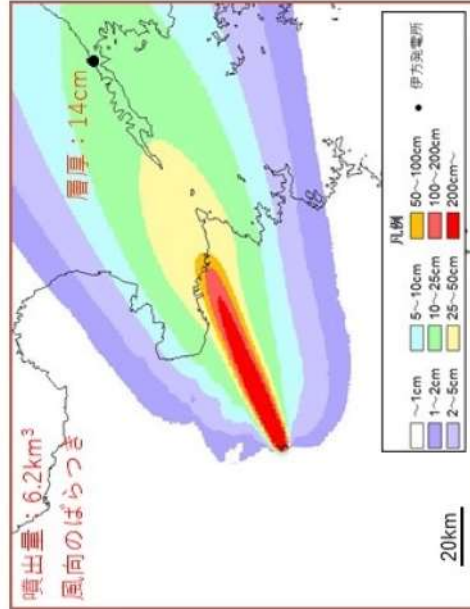 噴出量：6.2km³
風向のばらつき
層厚：14cm
凡例
～1cm
1～2cm
2～5cm
5～10cm
10～25cm
25～50cm
50～100cm
100～200cm
200cm～
伊方発電所
20km